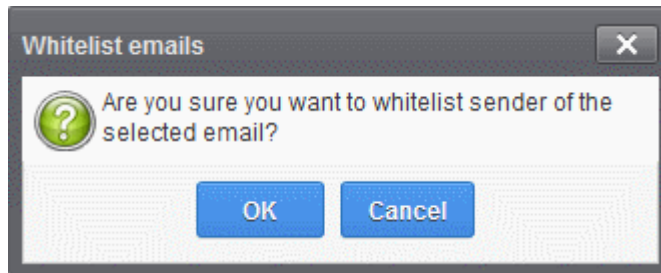 Whitelist emails
Are you sure you want to whitelist sender of the
selected email?
OK
Cancel